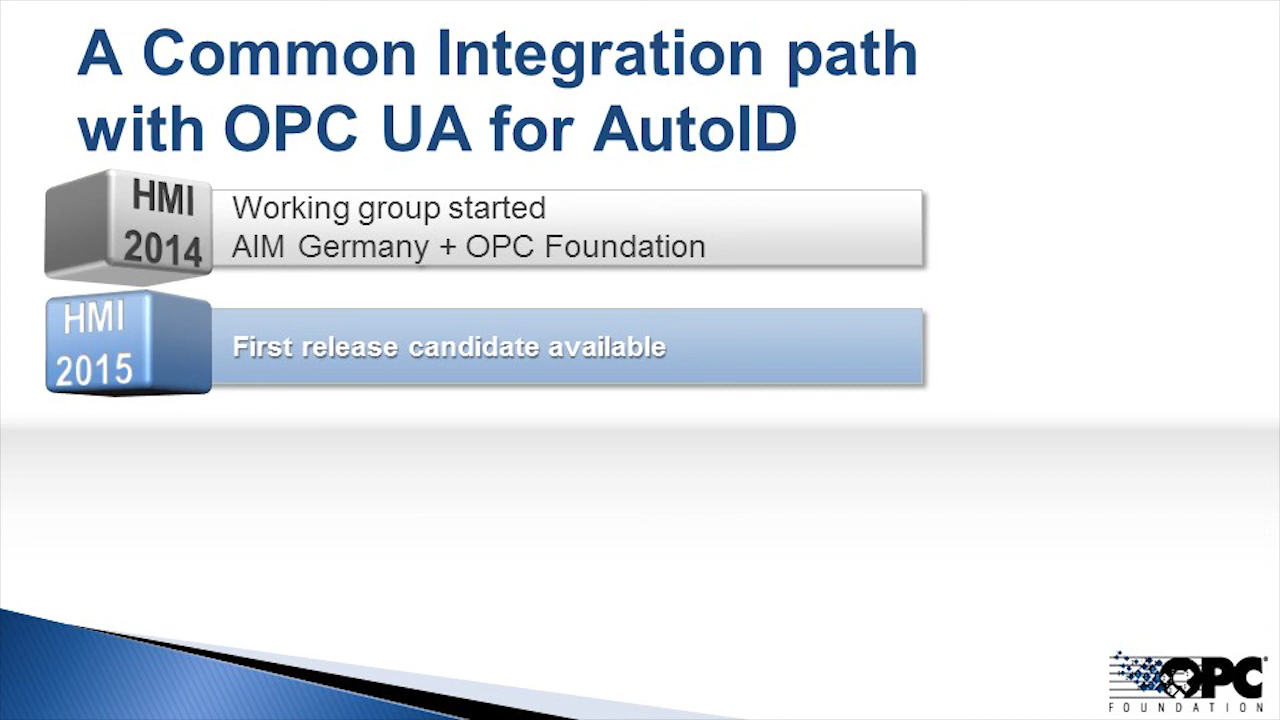 A Common Integration path
with OPC UA for AutoID
HMI
2014
Working group started
AIM Germany + OPC Foundation
HMI
2015
First release candidate available
OPC®
FOUNDATION